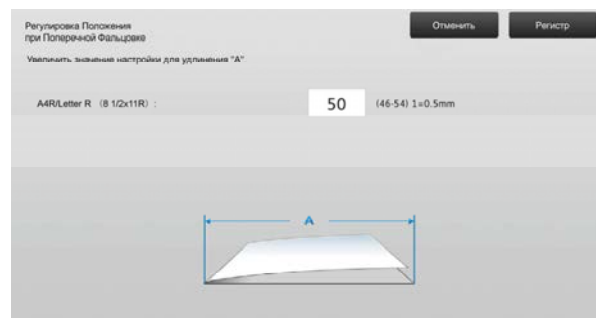 Регулировка Положения
при Поперечной Фальцовке
Отменить
Регистр
Увеличить значение настройки для удлинения "А"
A4R/Letter R (8 1/2x11R) :
50
(46-54) 1=0.5mm
A